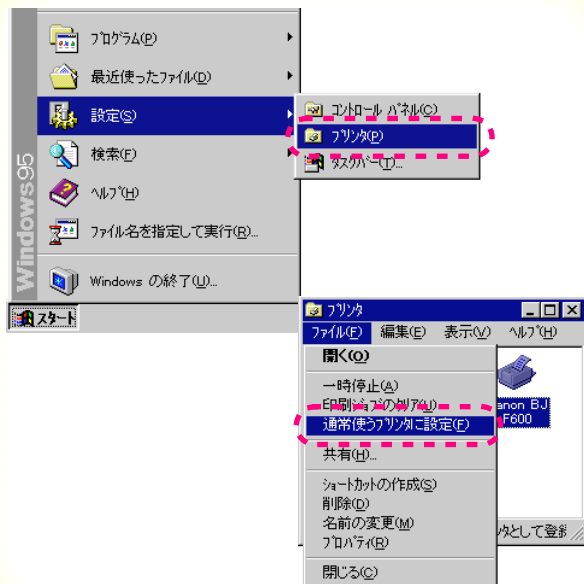 プログラム(P)
最近使ったファイル(D)
設定(S)
検索(F)
ヘルプ(H)
ファイル名を指定して実行(R)...
Windows の終了(U)...
Windows95
スタート
コントロール パネル(C)
プリンタ(P)
タスクバー(T)...
プリンタ
ファイル(F) 編集(E) 表示(V) ヘルプ(H)
開く(O)
一時停止(A)
印刷ジョブのクリア(U)
通常使うプリンタに設定(F)
共有(H)...
ショートカットの作成(S)
削除(D)
名前の変更(M)
プロパティ(R)
閉じる(C)
anon BJ
F600
タとして登録